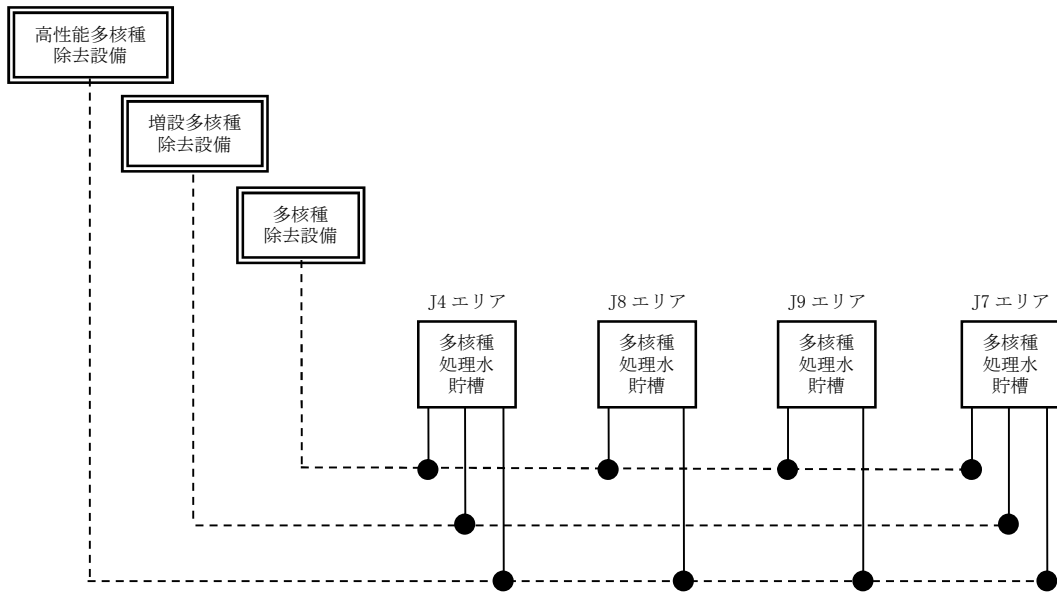 高性能多核種
除去設備
増設多核種
除去設備
多核種
除去設備
J4 エリア
多核種
処理水
貯槽
J8 エリア
多核種
処理水
貯槽
J9 エリア
多核種
処理水
貯槽
J7 エリア
多核種
処理水
貯槽